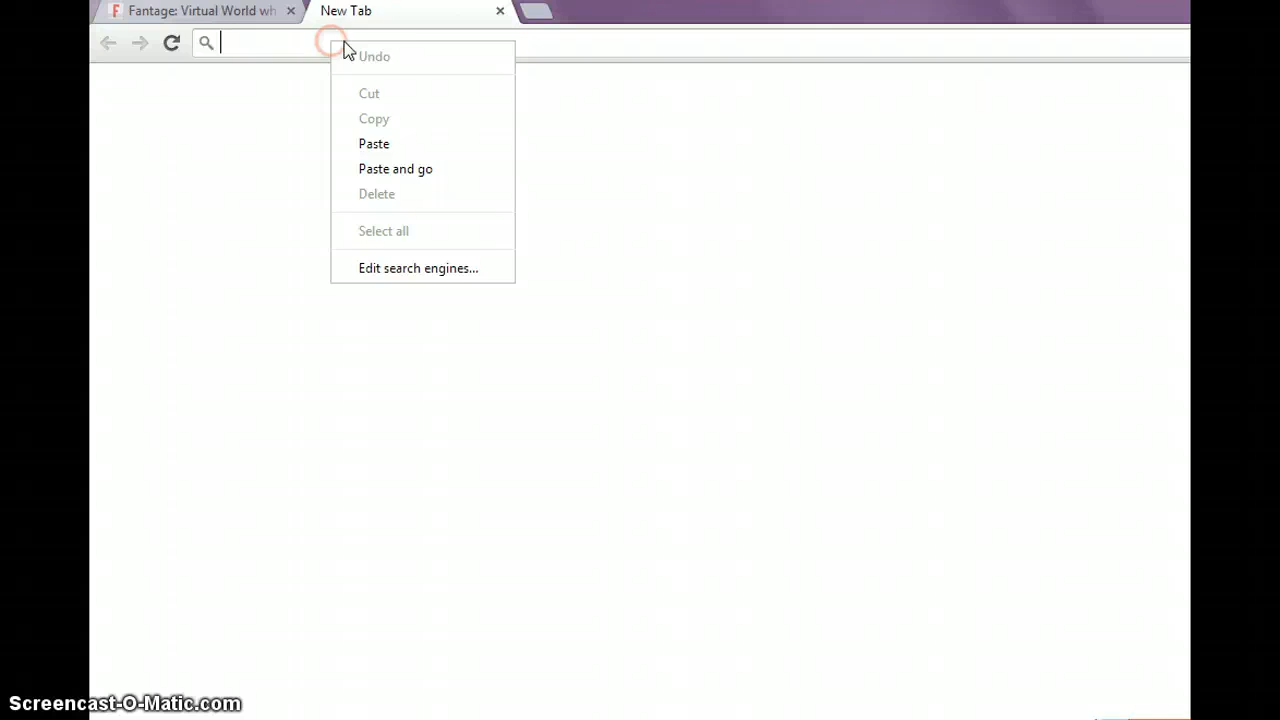 Fantage: Virtual World wh
New Tab
Undo
Cut
Copy
Paste
Paste and go
Delete
Select all
Edit search engines...
Screencast-O-Matic.com